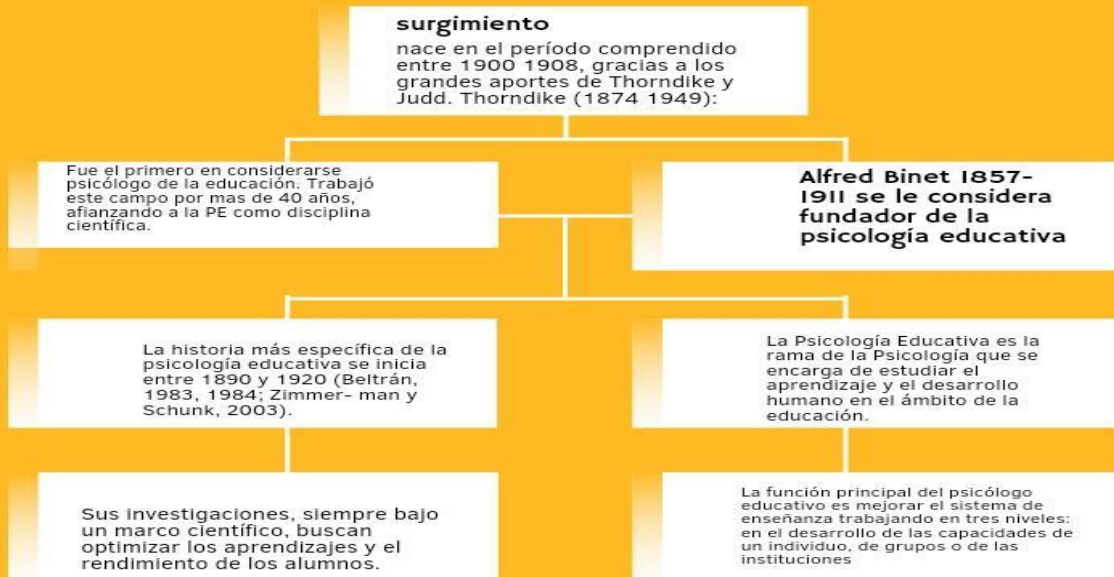 surgimiento
nace en el período comprendido
entre 1900 1908, gracias a los
grandes aportes de Thorndike y
Judd. Thorndike (1874 1949):
Fue el primero en considerarse
psicólogo de la educación. Trabajó
este campo por mas de 40 años,
afianzando a la PE como disciplina
científica.
Alfred Binet 1857-
1911 se le considera
fundador de la
psicología educativa
La historia más específica de la
psicología educativa se inicia
entre 1890 y 1920 (Beltrán,
1983, 1984; Zimmer- man y
Schunk, 2003).
La Psicología Educativa es la
rama de la Psicología que se
encarga de estudiar el
aprendizaje y el desarrollo
humano en el ámbito de la
educación.
Sus investigaciones, siempre bajo
un marco científico, buscan
optimizar los aprendizajes y el
rendimiento de los alumnos.
La función principal del psicólogo
educativo es mejorar el sistema de
enseñanza trabajando en tres niveles:
en el desarrollo de las capacidades de
un individuo, de grupos o de las
instituciones